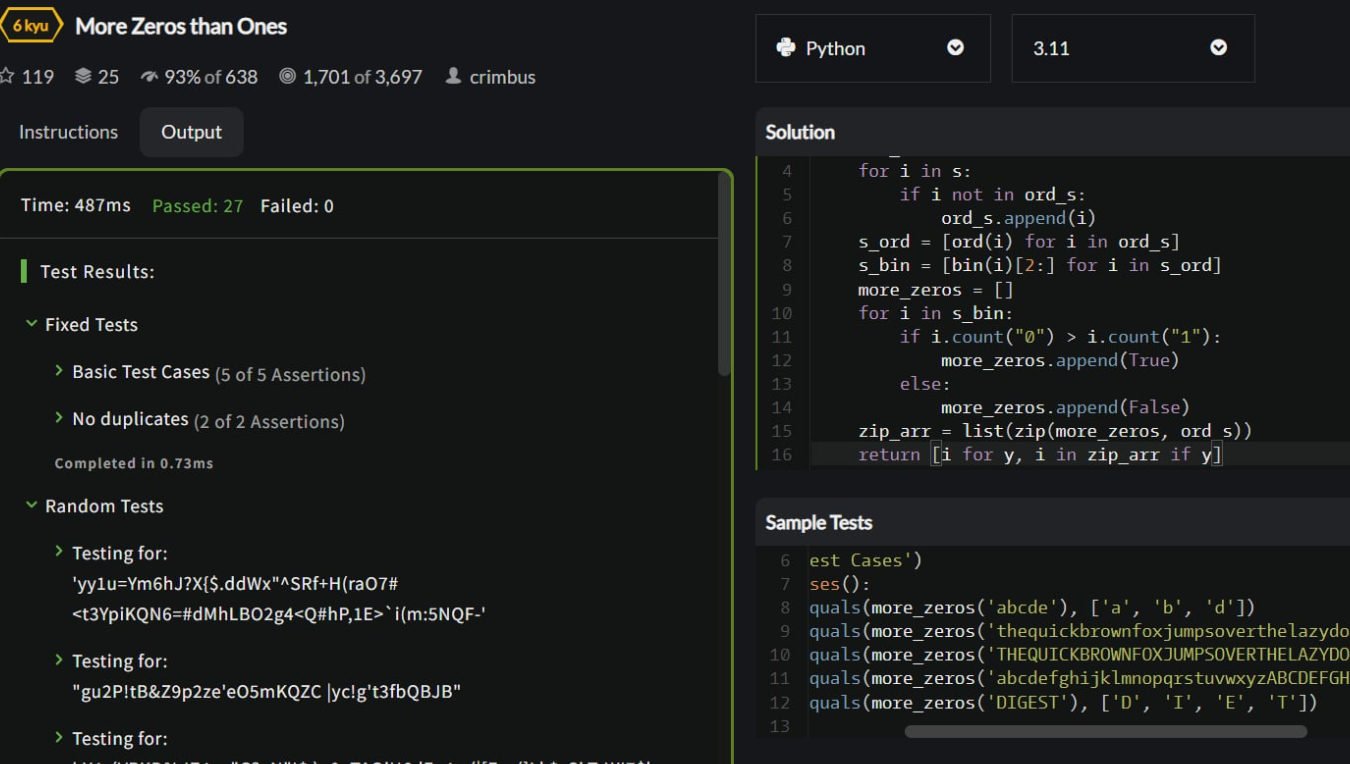 6 kyu More Zeros than Ones
119 25 93% of 638 1,701 of 3,697 crimbus
Instructions Output
Time: 487ms Passed: 27 Failed: 0
Test Results:
Fixed Tests
Basic Test Cases (5 of 5 Assertions)
No duplicates (2 of 2 Assertions)
Completed in 0.73ms
Random Tests
Testing for:
'yy1u=Ym6hJ?X{$.ddWx"^SRf+H(raO7#
<t3YpiKQN6=#dMhLBO2g4<Q#hP,1E>`i(m:5NQF-'
Testing for:
"gu2P!tB&Z9p2ze'eO5mKQZC |yc!g't3fbQBJB"
Testing for:
Python 3.11
Solution
4 for i in s:
5 if i not in ord_s:
6 ord_s.append(i)
7 s_ord = [ord(i) for i in ord_s]
8 s_bin = [bin(i)[2:] for i in s_ord]
9 more_zeros = []
10 for i in s_bin:
11 if i.count("0") > i.count("1"):
12 more_zeros.append(True)
13 else:
14 more_zeros.append(False)
15 zip_arr = list(zip(more_zeros, ord_s))
16 return [i for y, i in zip_arr if y]
Sample Tests
6 est Cases')
7 ses():
8 quals(more_zeros('abcde'), ['a', 'b', 'd'])
9 quals(more_zeros('thequickbrownfoxjumpsoverthelazydo
10 quals(more_zeros('THEQUICKBROWNFOXJUMPSOVERTHELAZYDO
11 quals(more_zeros('abcdefghijklmnopqrstuvwxyzABCDEFGH
12 quals(more_zeros('DIGEST'), ['D', 'I', 'E', 'T'])
13